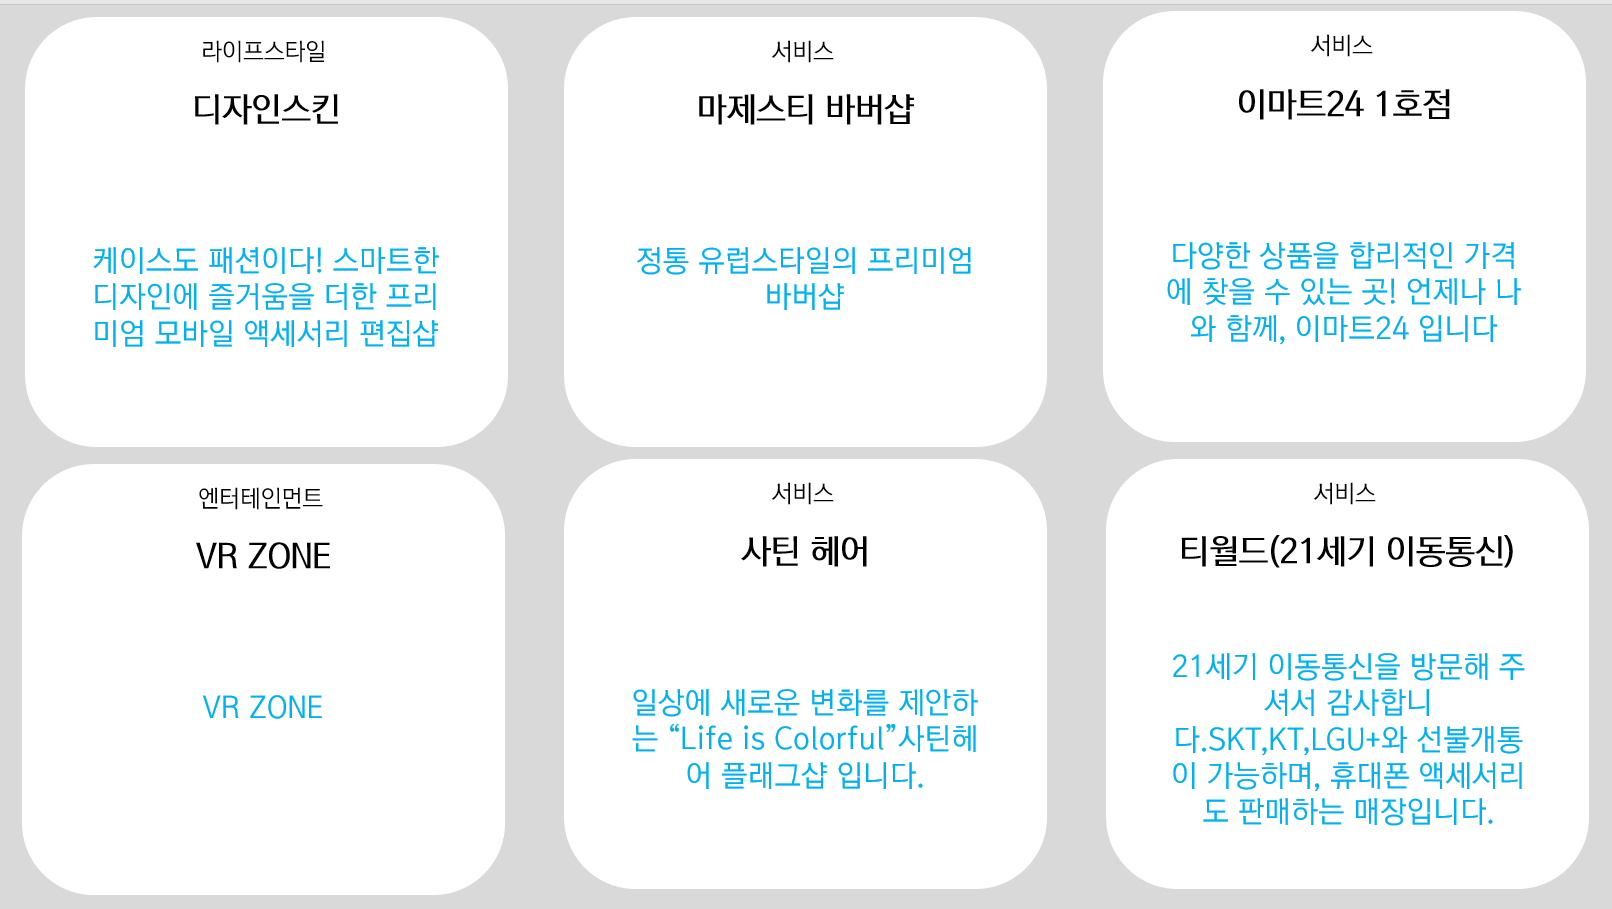 라이프스타일
디자인스킨
케이스도 패션이다! 스마트한
디자인에 즐거움을 더한 프리
미엄 모바일 액세서리 편집샵
서비스
마제스티 바버샵
정통 유럽스타일의 프리미엄
바버샵
서비스
이마트24 1호점
다양한 상품을 합리적인 가격
에 찾을 수 있는 곳! 언제나 나
와 함께, 이마트24 입니다
엔터테인먼트
VR ZONE
VR ZONE
서비스
사틴 헤어
일상에 새로운 변화를 제안하
는 “Life is Colorful”사틴헤
어 플래그샵 입니다.
서비스
티월드(21세기 이동통신)
21세기 이동통신을 방문해 주
셔서 감사합니
다.SKT,KT,LGU+와 선불개통
이 가능하며, 휴대폰 액세서리
도 판매하는 매장입니다.